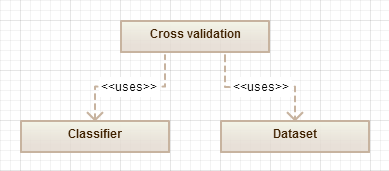 Cross validation
<<uses>> <<uses>>
Classifier Dataset